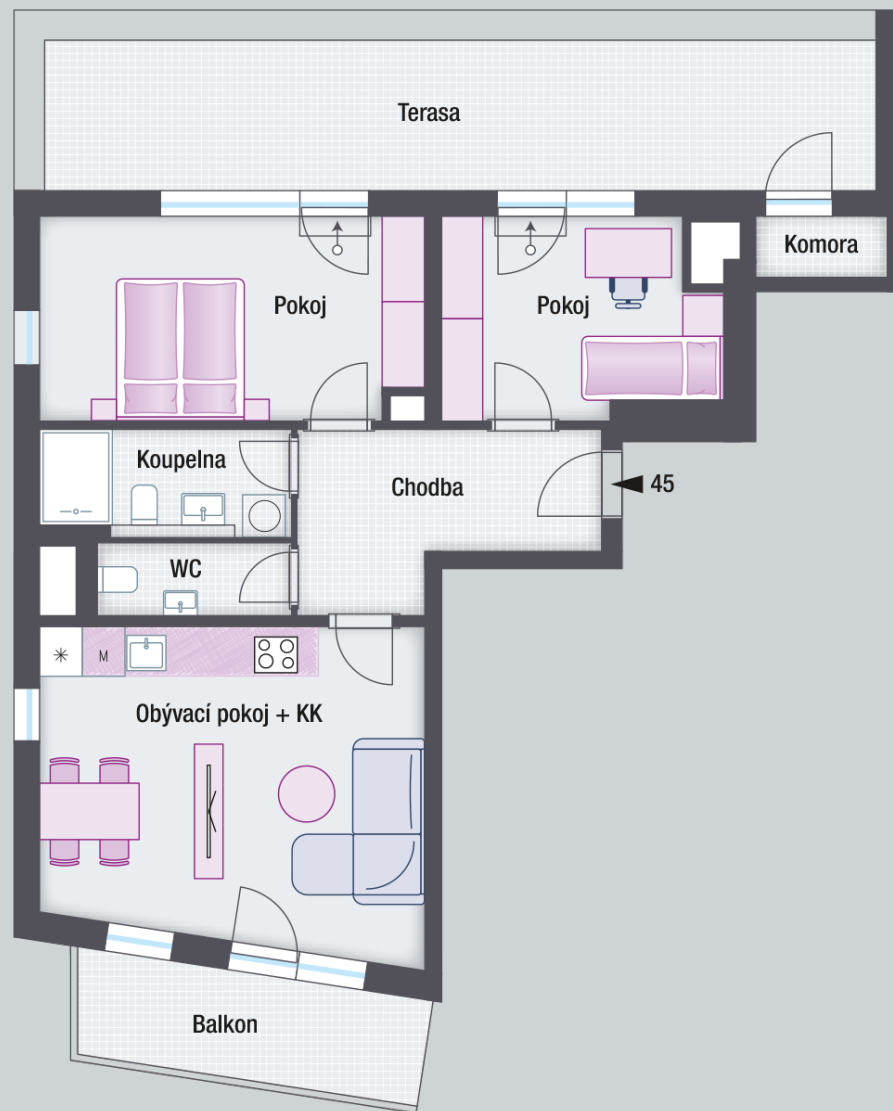 Terasa
Komora
Pokoj
Pokoj
Koupelna
Chodba
45
WC
M
Obývací pokoj + KK
Balkon